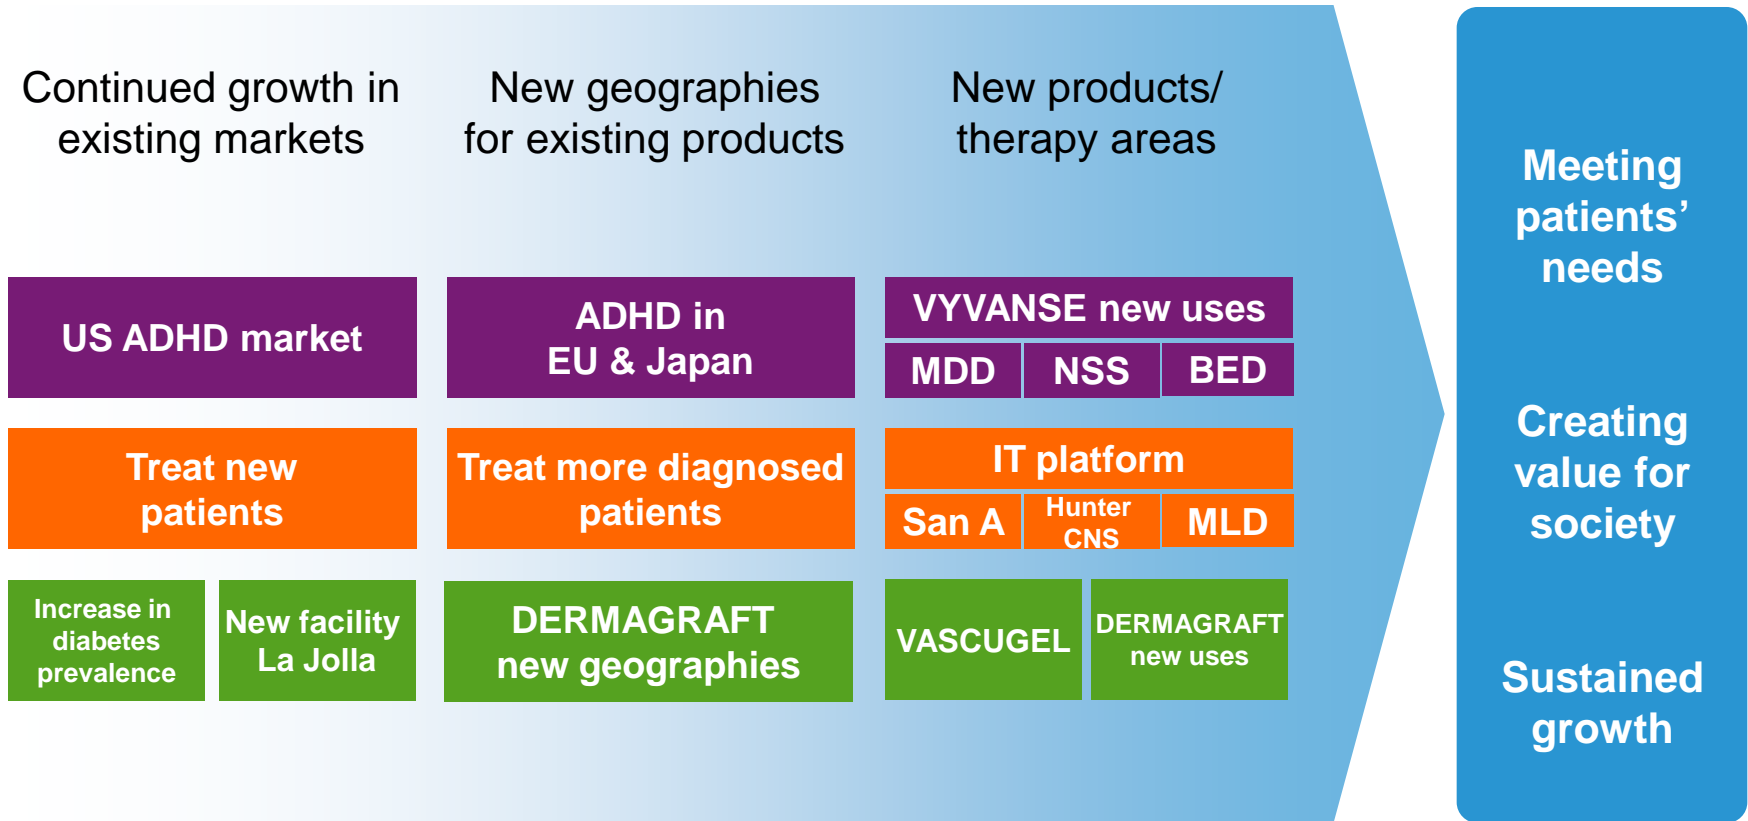 Continued growth in
existing markets
New geographies
for existing products
New products/
therapy areas
US ADHD market
ADHD in
EU & Japan
VYVANSE new uses
MDD
NSS
BED
Treat new
patients
Treat more diagnosed
patients
IT platform
San A
Hunter
CNS
MLD
Increase in
diabetes
prevalence
New facility
La Jolla
DERMAGRAFT
new geographies
VASCUGEL
DERMAGRAFT
new uses
Meeting
patients’
needs
Creating
value for
society
Sustained
growth